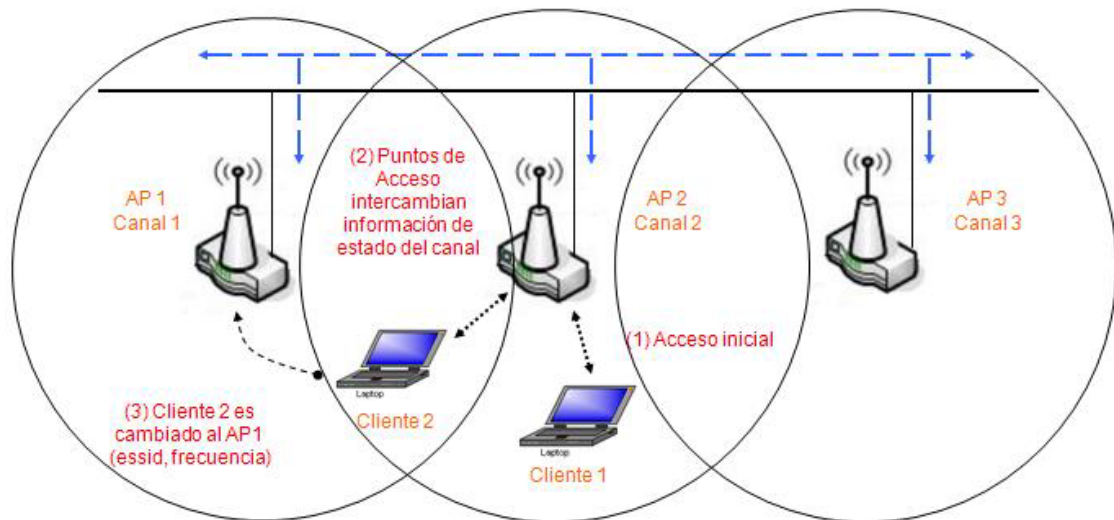 AP 1
Canal 1
(2) Puntos de
Acceso
intercambian
información de
estado del canal
AP 2
Canal 2
AP 3
Canal 3
(1) Acceso inicial
Laptop
Cliente 2
(3) Cliente 2 es
cambiado al AP1
(essid, frecuencia)
Laptop
Cliente 1